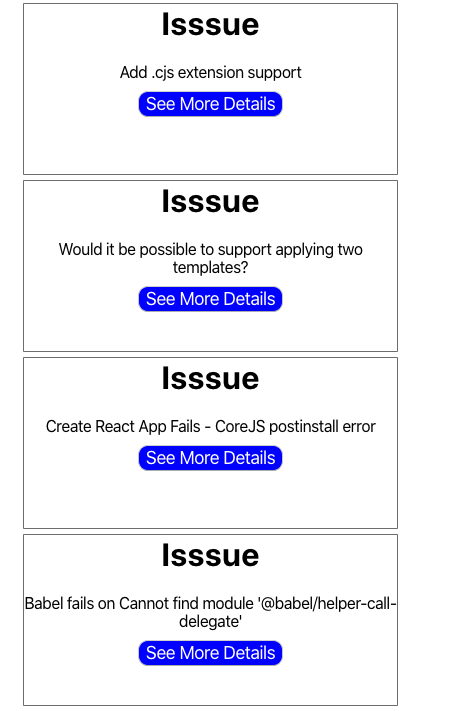 Isssue
Add .cjs extension support
See More Details
Isssue
Would it be possible to support applying two
templates?
See More Details
Isssue
Create React App Fails - CoreJS postinstall error
See More Details
Isssue
Babel fails on Cannot find module '@babel/helper-call-
delegate'
See More Details